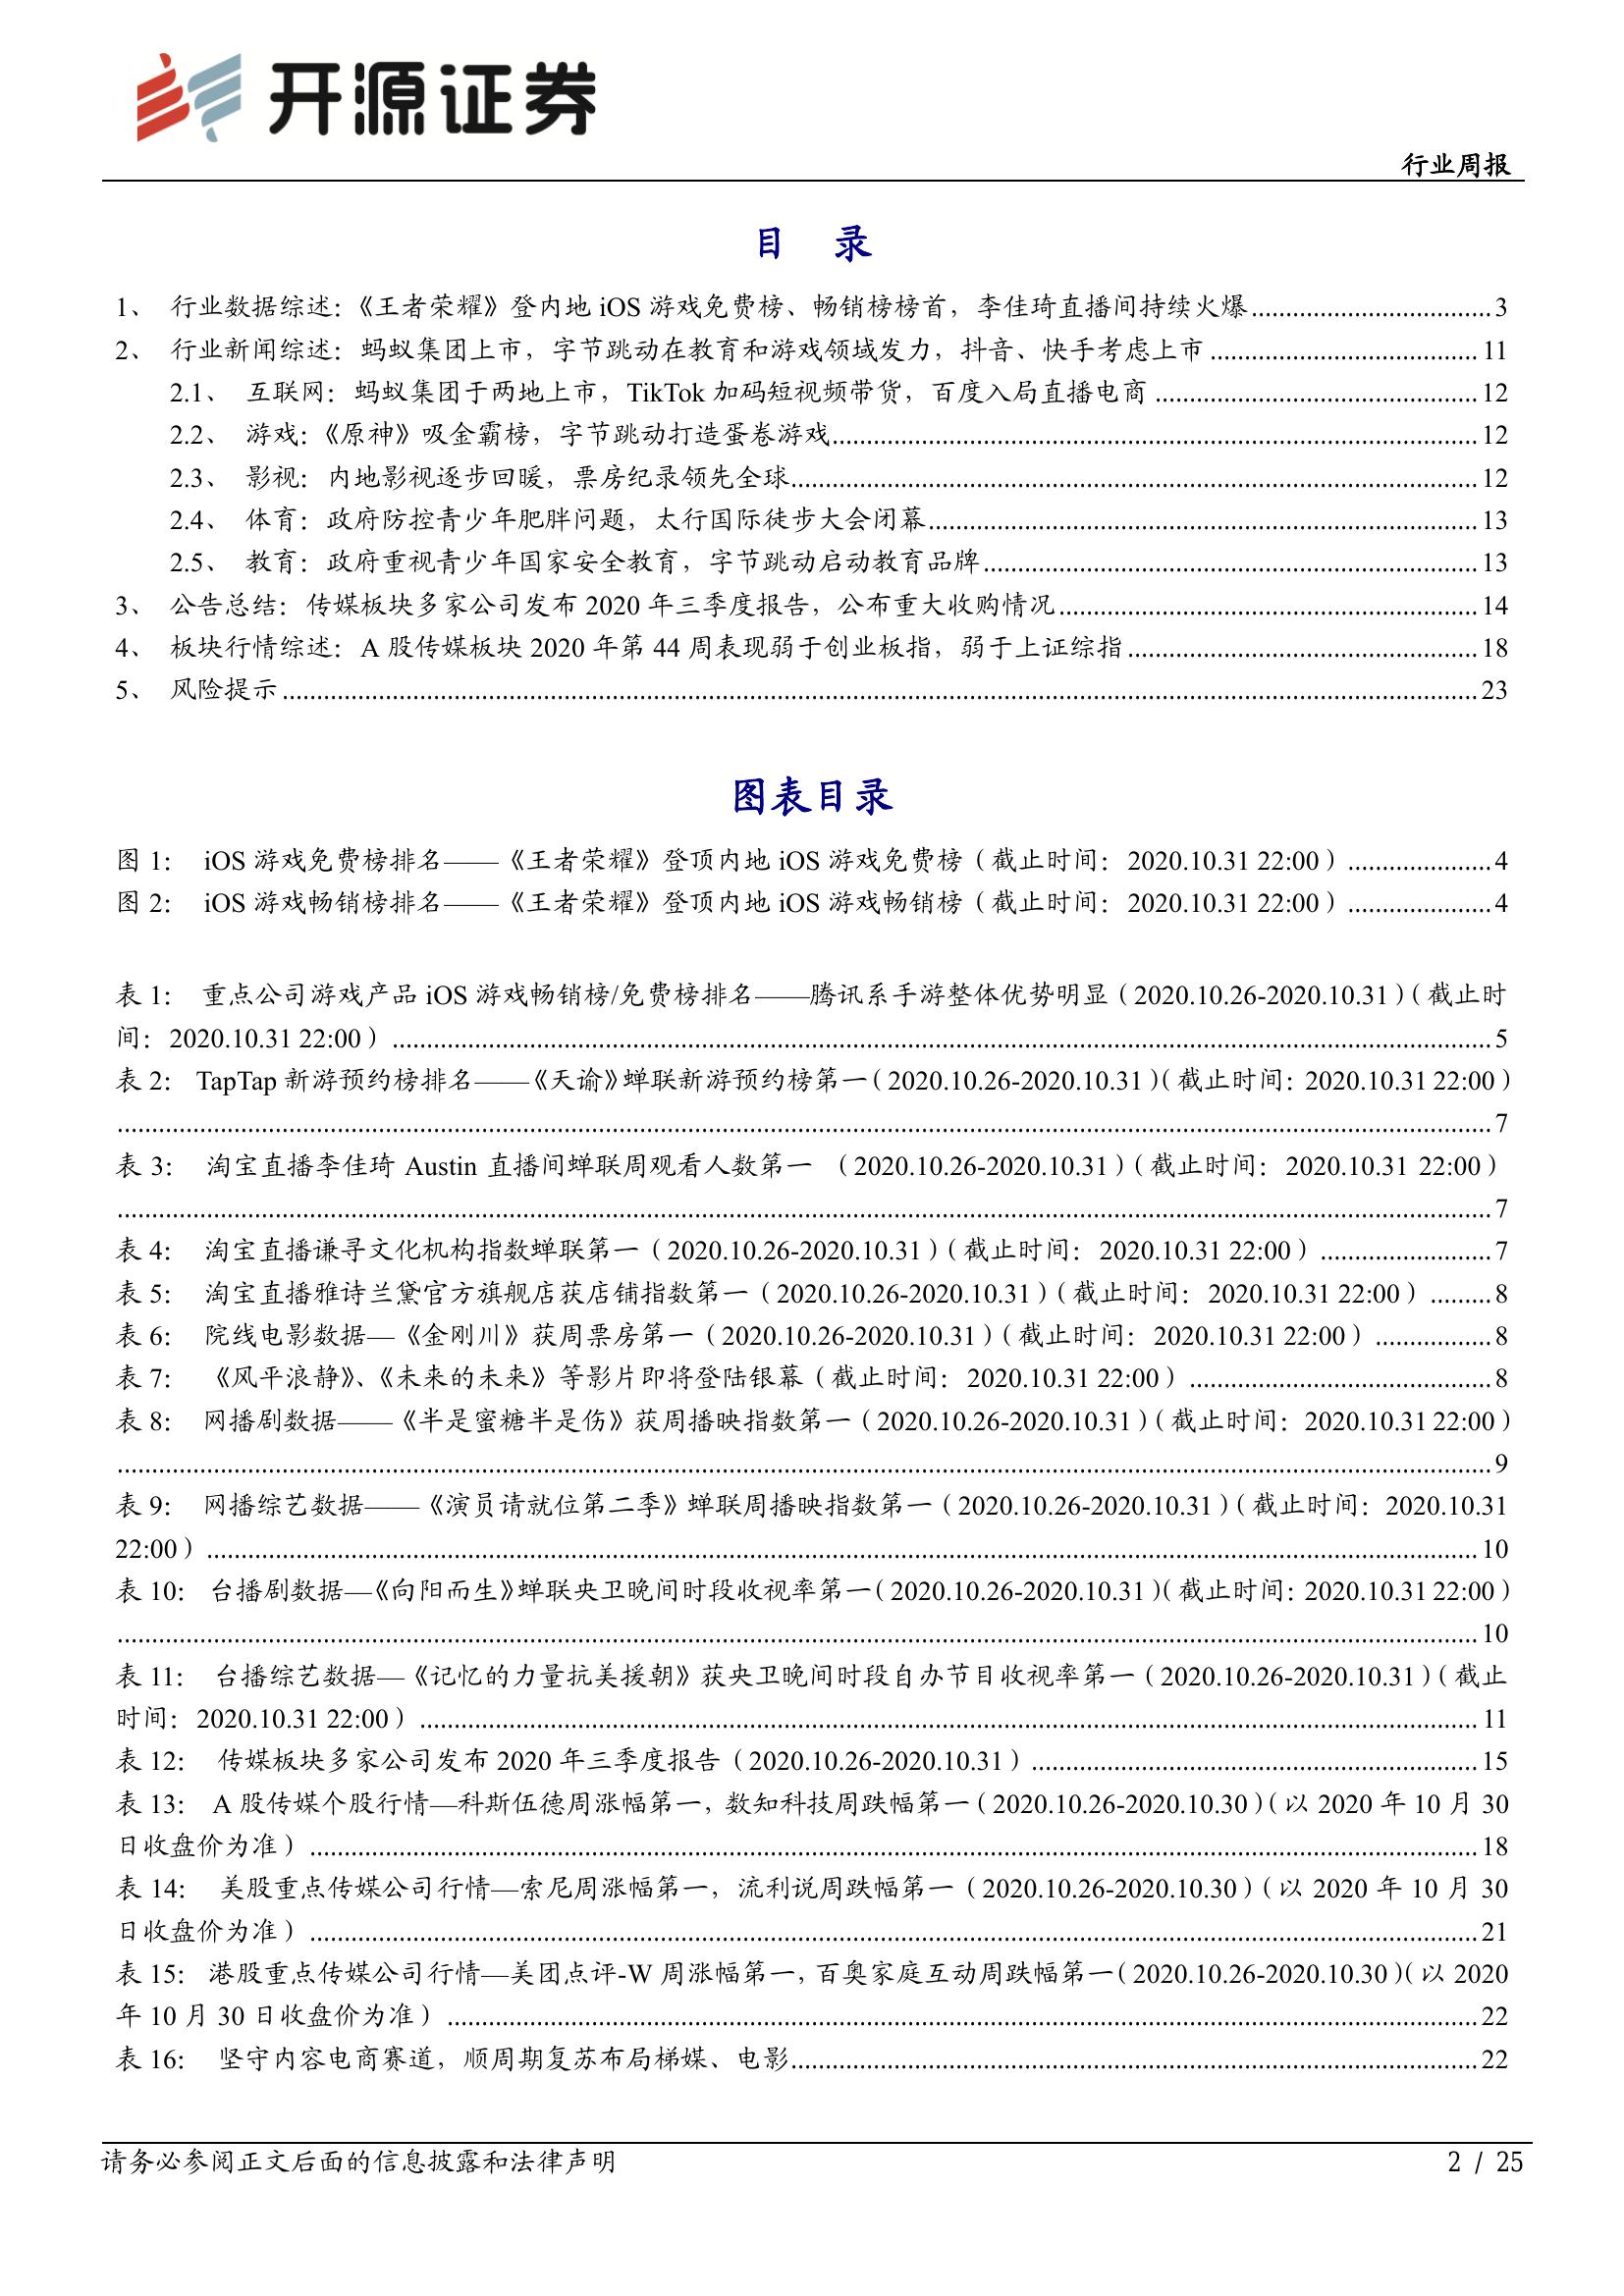 开源证券
行业周报
目 录
1、 行业数据综述：《王者荣耀》登内地 iOS 游戏免费榜、畅销榜榜首，李佳琦直播间持续火爆 3
2、 行业新闻综述：蚂蚁集团上市，字节跳动在教育和游戏领域发力，抖音、快手考虑上市 11
2.1、 互联网：蚂蚁集团于两地上市，TikTok 加码短视频带货，百度入局直播电商 12
2.2、 游戏：《原神》吸金霸榜，字节跳动打造蛋卷游戏 12
2.3、 影视：内地影视逐步回暖，票房纪录领先全球 12
2.4、 体育：政府防控青少年肥胖问题，太行国际徒步大会闭幕 13
2.5、 教育：政府重视青少年国家安全教育，字节跳动启动教育品牌 13
3、 公告总结：传媒板块多家公司发布 2020 年三季度报告，公布重大收购情况 14
4、 板块行情综述：A 股传媒板块 2020 年第 44 周表现弱于创业板指，弱于上证综指 18
5、 风险提示 23
图表目录
图 1： iOS 游戏免费榜排名——《王者荣耀》登顶内地 iOS 游戏免费榜（截止时间：2020.10.31 22:00） 4
图 2： iOS 游戏畅销榜排名——《王者荣耀》登顶内地 iOS 游戏畅销榜（截止时间：2020.10.31 22:00） 4
表 1： 重点公司游戏产品 iOS 游戏畅销榜/免费榜排名——腾讯系手游整体优势明显（2020.10.26-2020.10.31）（截止时
间：2020.10.31 22:00） 5
表 2： TapTap 新游预约榜排名——《天谕》蝉联新游预约榜第一（2020.10.26-2020.10.31）（截止时间：2020.10.31 22:00）
7
表 3： 淘宝直播李佳琦 Austin 直播间蝉联周观看人数第一 （2020.10.26-2020.10.31）（截止时间：2020.10.31 22:00）
7
表 4： 淘宝直播谦寻文化机构指数蝉联第一（2020.10.26-2020.10.31）（截止时间：2020.10.31 22:00） 7
表 5： 淘宝直播雅诗兰黛官方旗舰店获店铺指数第一（2020.10.26-2020.10.31）（截止时间：2020.10.31 22:00） 8
表 6： 院线电影数据—《金刚川》获周票房第一（2020.10.26-2020.10.31）（截止时间：2020.10.31 22:00） 8
表 7： 《风平浪静》、《未来的未来》等影片即将登陆银幕（截止时间：2020.10.31 22:00） 8
表 8： 网播剧数据——《半是蜜糖半是伤》获周播映指数第一（2020.10.26-2020.10.31）（截止时间：2020.10.31 22:00）
9
表 9： 网播综艺数据——《演员请就位第二季》蝉联周播映指数第一（2020.10.26-2020.10.31）（截止时间：2020.10.31
22:00） 10
表 10： 台播剧数据—《向阳而生》蝉联央卫晚间时段收视率第一（2020.10.26-2020.10.31）（截止时间：2020.10.31 22:00）
10
表 11： 台播综艺数据—《记忆的力量抗美援朝》获央卫晚间时段自办节目收视率第一（2020.10.26-2020.10.31）（截止
时间：2020.10.31 22:00） 11
表 12： 传媒板块多家公司发布 2020 年三季度报告（2020.10.26-2020.10.31） 15
表 13： A 股传媒个股行情—科斯伍德周涨幅第一，数知科技周跌幅第一（2020.10.26-2020.10.30）（以 2020 年 10 月 30
日收盘价为准） 18
表 14： 美股重点传媒公司行情—索尼周涨幅第一，流利说周跌幅第一（2020.10.26-2020.10.30）（以 2020 年 10 月 30
日收盘价为准） 21
表 15： 港股重点传媒公司行情—美团点评-W 周涨幅第一，百奥家庭互动周跌幅第一（2020.10.26-2020.10.30）（以 2020
年 10 月 30 日收盘价为准） 22
表 16： 坚守内容电商赛道，顺周期复苏布局梯媒、电影 22
请务必参阅正文后面的信息披露和法律声明 2 / 25